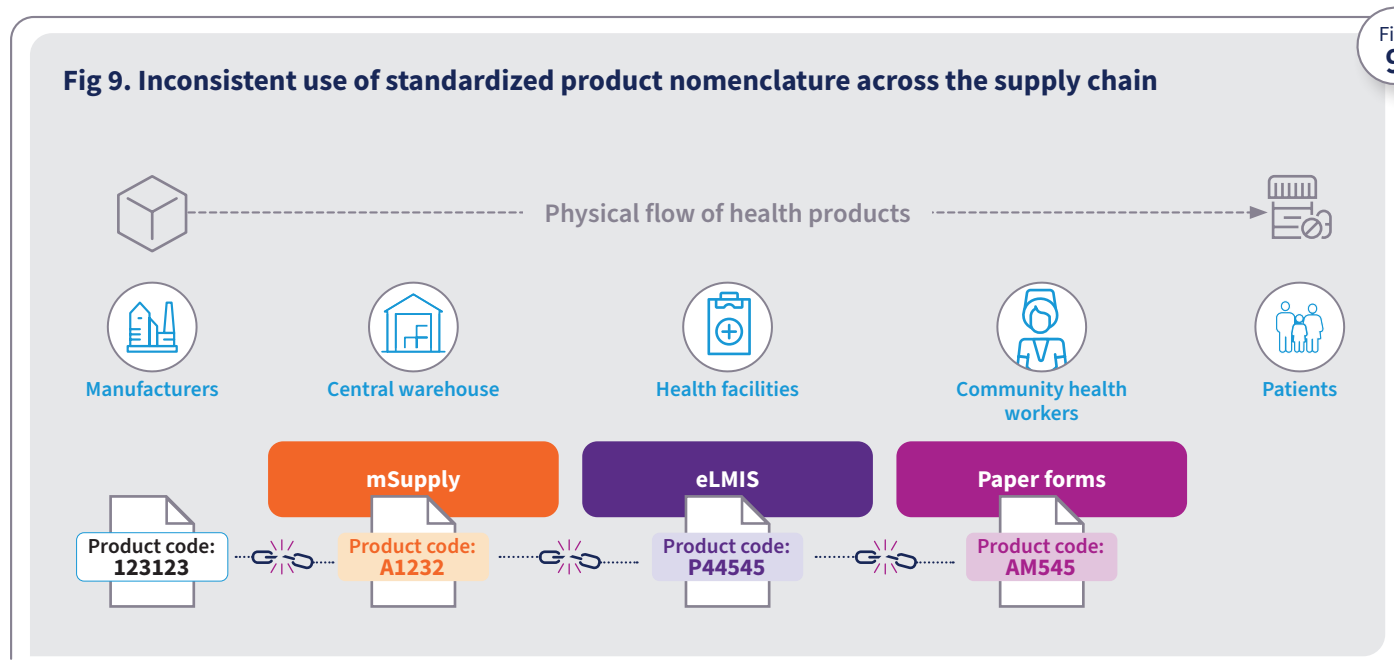 Fig 9. Inconsistent use of standardized product nomenclature across the supply chain
9
Physical flow of health products
Manufacturers
Central warehouse
Health facilities
Community health
workers
Patients
mSupply
eLMIS
Paper forms
Product code:
123123
Product code:
A1232
Product code:
P44545
Product code:
AM545